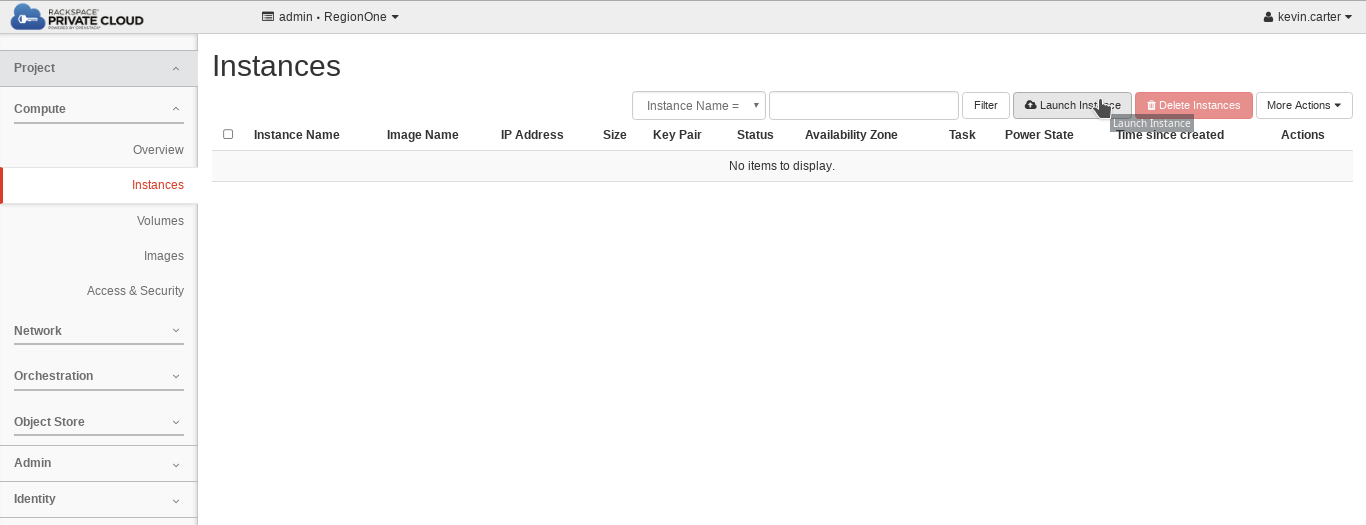 RACKSPACE®
PRIVATE CLOUD
POWERED BY OPENSTACK®
admin • RegionOne
kevin.carter
Project
Compute
Overview
Instances
Volumes
Images
Access & Security
Network
Orchestration
Object Store
Admin
Identity
Instances
Instance Name = Filter Launch Instance Delete Instances More Actions
Launch Instance
Instance Name Image Name IP Address Size Key Pair Status Availability Zone Task Power State Time since created Actions
No items to display.